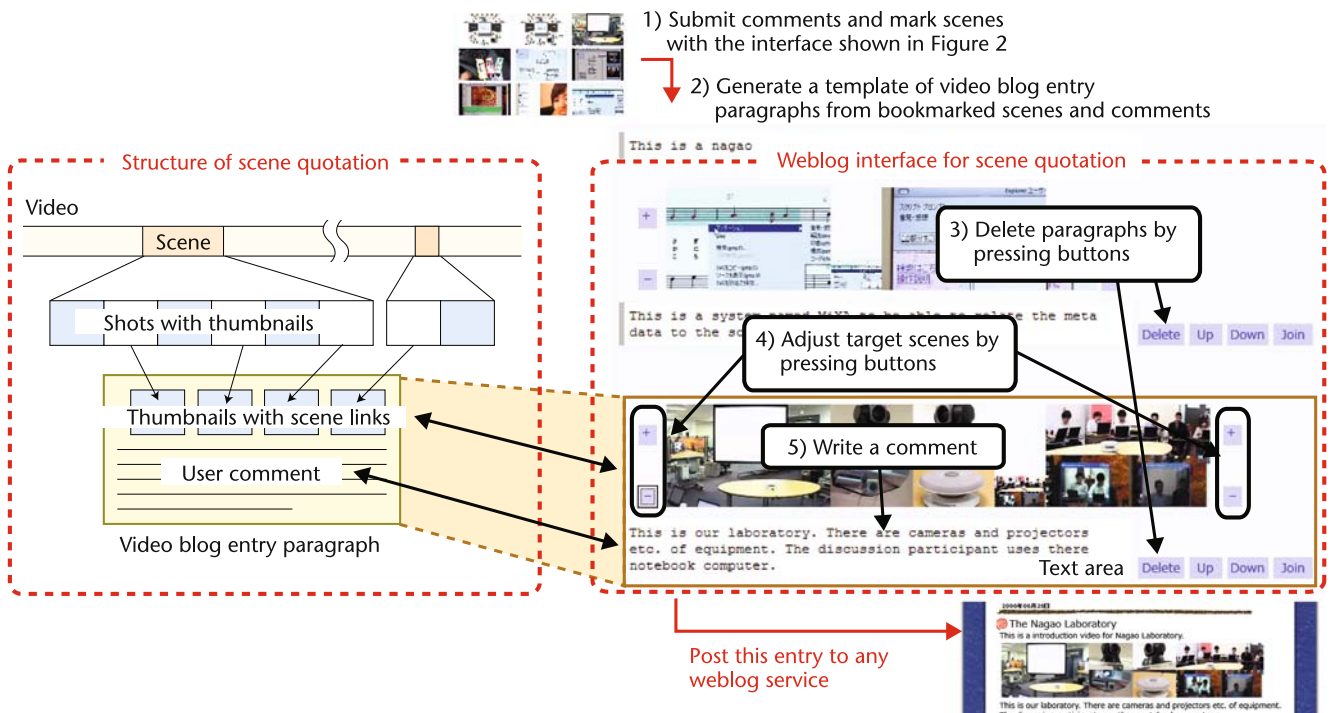 1) Submit comments and mark scenes
with the interface shown in Figure 2
2) Generate a template of video blog entry
paragraphs from bookmarked scenes and comments
Structure of scene quotation
Video
Scene
Shots with thumbnails
Thumbnails with scene links
User comment
Video blog entry paragraph
This is a nagao
Weblog interface for scene quotation
+
−
3) Delete paragraphs by
pressing buttons
This is a system named
the meta
data to the
Delete Up Down Join
4) Adjust target scenes by
pressing buttons
+
−
+
−
5) Write a comment
This is our laboratory. There are cameras and projectors
etc. of equipment. The discussion participant uses there
notebook computer.
Text area
Delete Up Down Join
Post this entry to any
weblog service
The Nagao Laboratory
This is a introduction video for Nagao Laboratory.
This is our laboratory. There are cameras and projectors etc. of equipment.